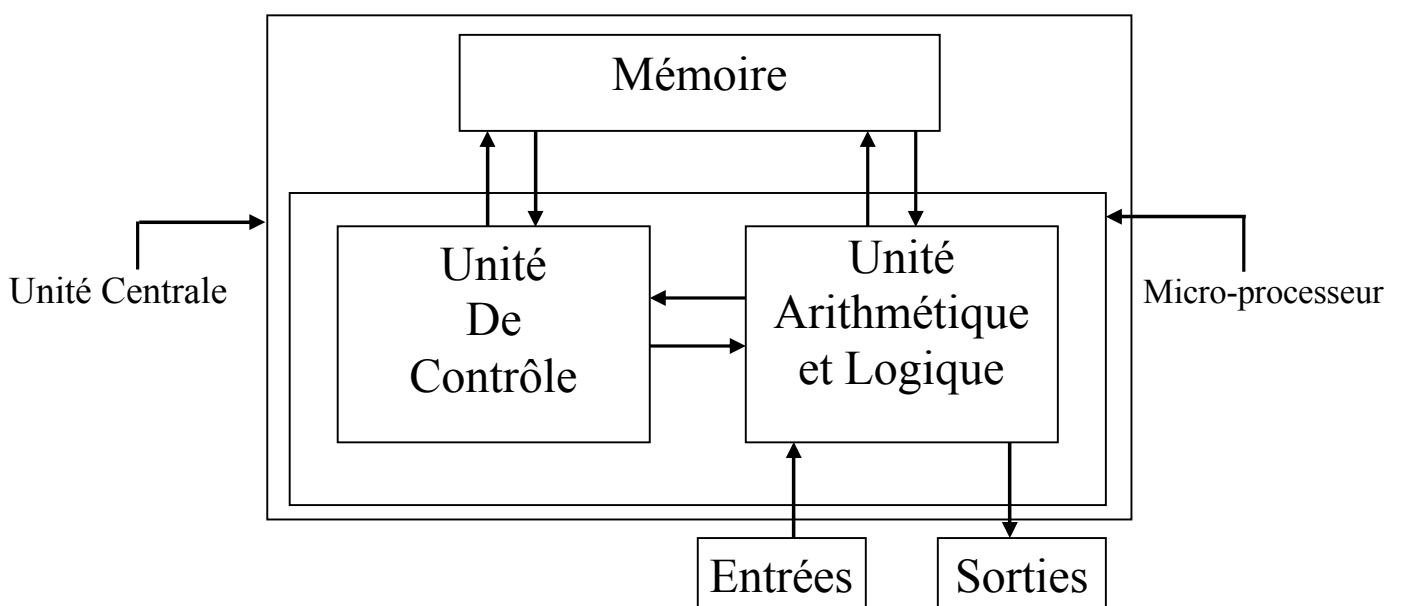 Mémoire
Unité Centrale
Unité
De
Contrôle
Unité
Arithmétique
et Logique
Micro-processeur
Entrées
Sorties